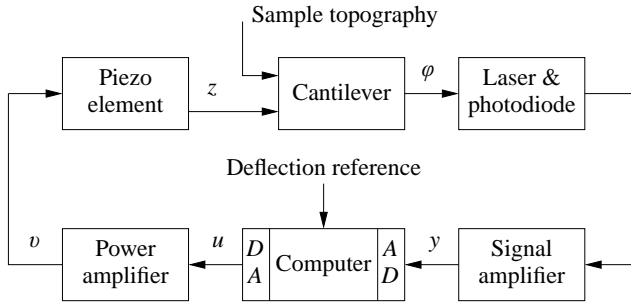 Sample topography
Piezo
element
z
Cantilever
φ
Laser &
photodiode
Deflection reference
υ
Power
amplifier
u
D
A
Computer
A
D
y
Signal
amplifier